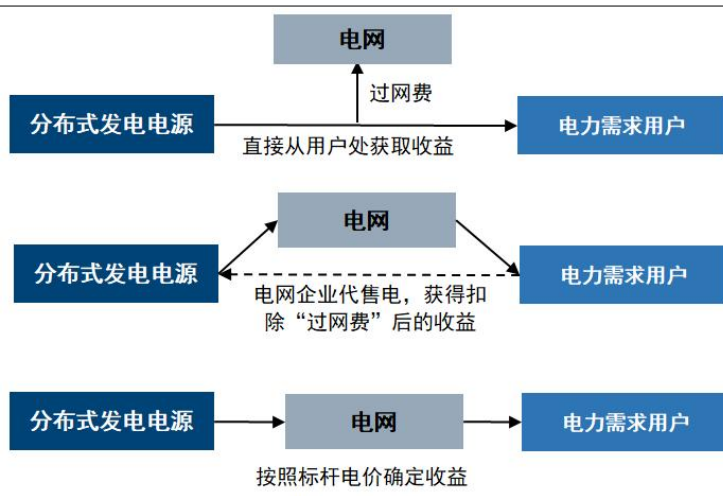 电网
过网费
分布式发电电源
电力需求用户
直接从用户处获取收益
电网
分布式发电电源
电力需求用户
电网企业代售电，获得扣
除“过网费”后的收益
分布式发电电源
电网
电力需求用户
按照标杆电价确定收益